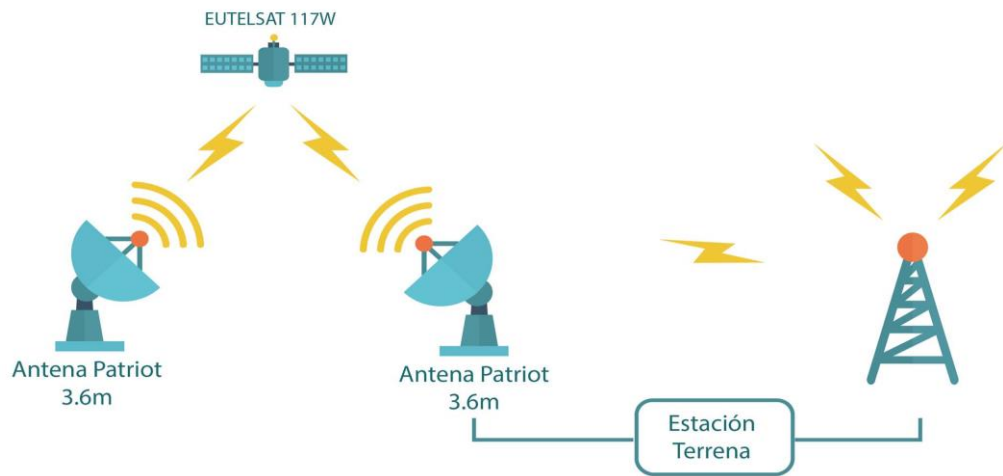 EUTELSAT 117W
Antena Patriot
3.6m
Antena Patriot
3.6m
Estación
Terrena